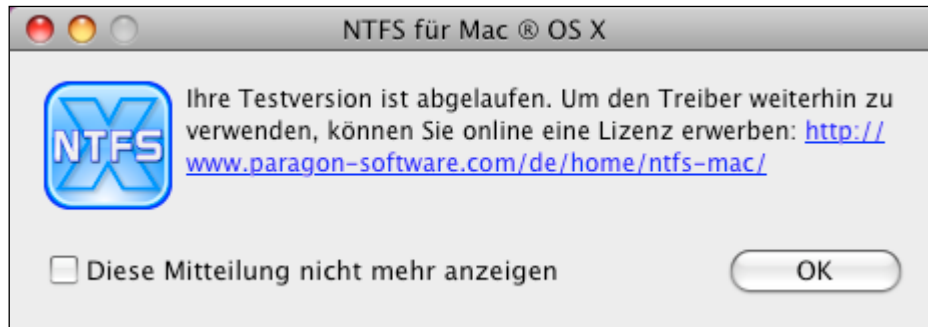 NTFS für Mac ® OS X
Ihre Testversion ist abgelaufen. Um den Treiber weiterhin zu
verwenden, können Sie online eine Lizenz erwerben: http://
www.paragon-software.com/de/home/ntfs-mac/
NTFS
Diese Mitteilung nicht mehr anzeigen
OK